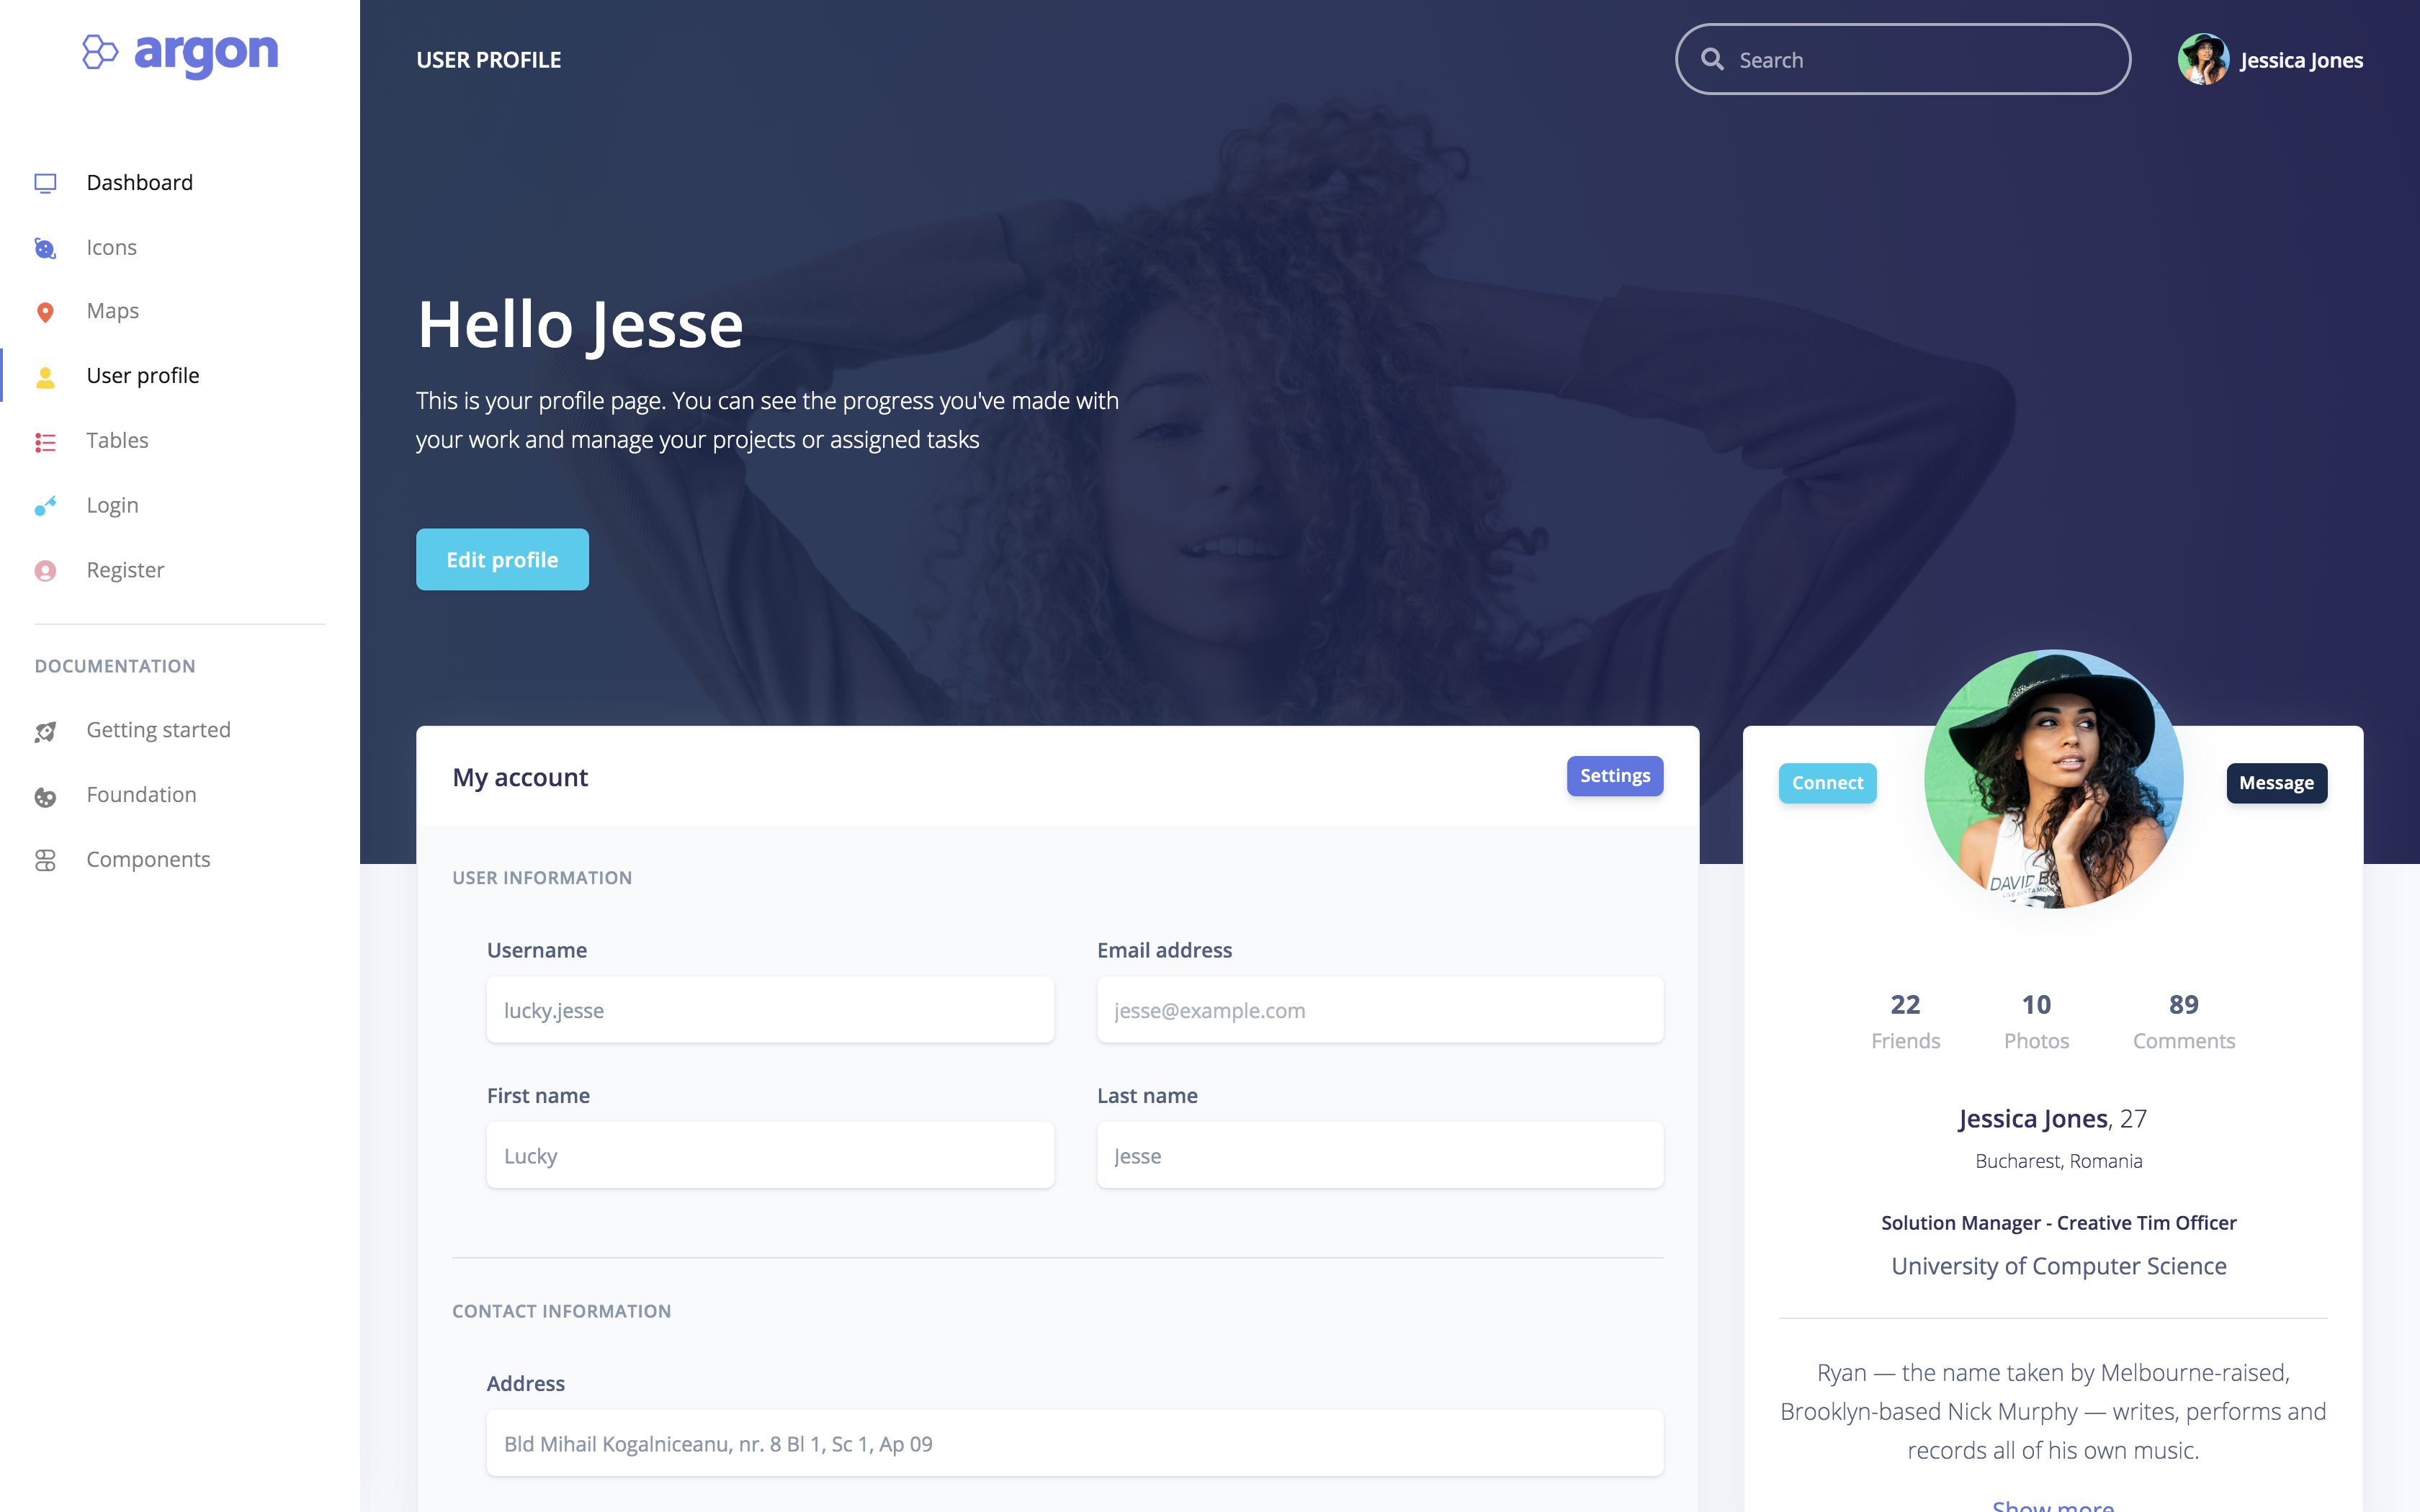 argon
Dashboard
Icons
Maps
User profile
Tables
Login
Register
DOCUMENTATION
Getting started
Foundation
Components
USER PROFILE
Search
Jessica Jones
Hello Jesse
This is your profile page. You can see the progress you've made with
your work and manage your projects or assigned tasks
Edit profile
My account
Settings
USER INFORMATION
Username
Email address
lucky.jesse
jesse@example.com
First name
Last name
Lucky
Jesse
CONTACT INFORMATION
Address
Bld Mihail Kogalniceanu, nr. 8 Bl 1, Sc 1, Ap 09
Connect
Message
DAVID BO
22
10
89
Friends
Photos
Comments
Jessica Jones, 27
Bucharest, Romania
Solution Manager - Creative Tim Officer
University of Computer Science
Ryan — the name taken by Melbourne-raised,
Brooklyn-based Nick Murphy — writes, performs and
records all of his own music.
Show more